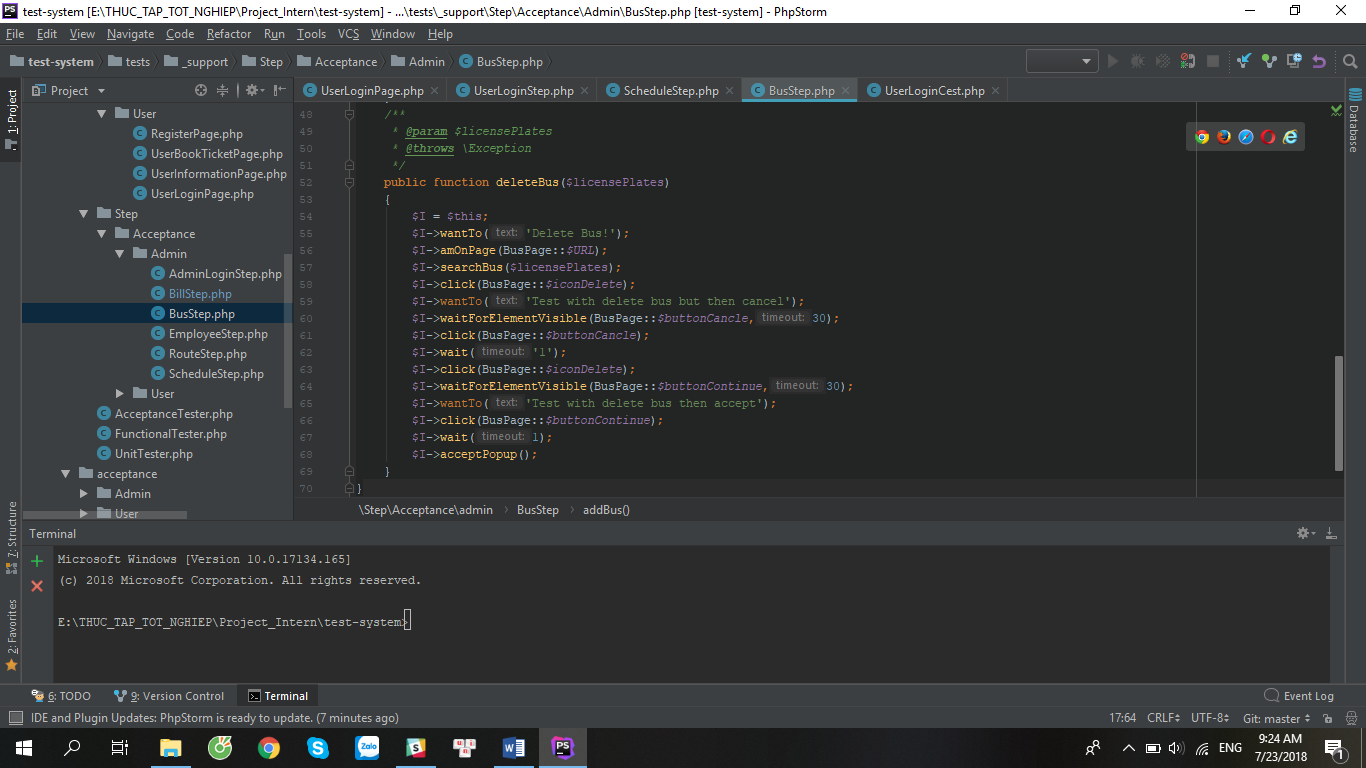 test-system [E:\THUC_TAP_TOT_NGHIEP\Project_Intern\test-system] - ...\tests\_support\Step\Acceptance\Admin\BusStep.php [test-system] - PhpStorm
File Edit View Navigate Code Refactor Run Tools VCS Window Help
test-system tests _support Step Acceptance Admin BusStep.php
1: Project
Project
UserLoginPage.php UserLoginStep.php ScheduleStep.php BusStep.php UserLoginCest.php
Database
User
RegisterPage.php
UserBookTicketPage.php
UserInformationPage.php
UserLoginPage.php
Step
Acceptance
Admin
AdminLoginStep.php
BillStep.php
BusStep.php
EmployeeStep.php
RouteStep.php
ScheduleStep.php
User
AcceptanceTester.php
FunctionalTester.php
UnitTester.php
acceptance
Admin
User
48 /**
49 * @param $licensePlates
50 * @throws \Exception
51 */
52 public function deleteBus($licensePlates)
53 {
54 $I = $this;
55 $I->wantTo( text: 'Delete Bus!');
56 $I->amOnPage(BusPage::$URL);
57 $I->searchBus($licensePlates);
58 $I->click(BusPage::$iconDelete);
59 $I->wantTo( text: 'Test with delete bus but then cancel');
60 $I->waitForElementVisible(BusPage::$buttonCancle, timeout: 30);
61 $I->click(BusPage::$buttonCancle);
62 $I->wait( timeout: '1');
63 $I->click(BusPage::$iconDelete);
64 $I->waitForElementVisible(BusPage::$buttonContinue, timeout: 30);
65 $I->wantTo( text: 'Test with delete bus then accept');
66 $I->click(BusPage::$buttonContinue);
67 $I->wait( timeout: 1);
68 $I->acceptPopup();
69 }
70 }
\Step\Acceptance\admin BusStep addBus()
7: Structure
2: Favorites
Terminal
Microsoft Windows [Version 10.0.17134.165]
(c) 2018 Microsoft Corporation. All rights reserved.
E:\THUC_TAP_TOT_NGHIEP\Project_Intern\test-system>
6: TODO 9: Version Control Terminal Event Log
IDE and Plugin Updates: PhpStorm is ready to update. (7 minutes ago) 17:64 CRLF UTF-8 Git: master
Zalo
PS
ENG
9:24 AM
7/23/2018
1